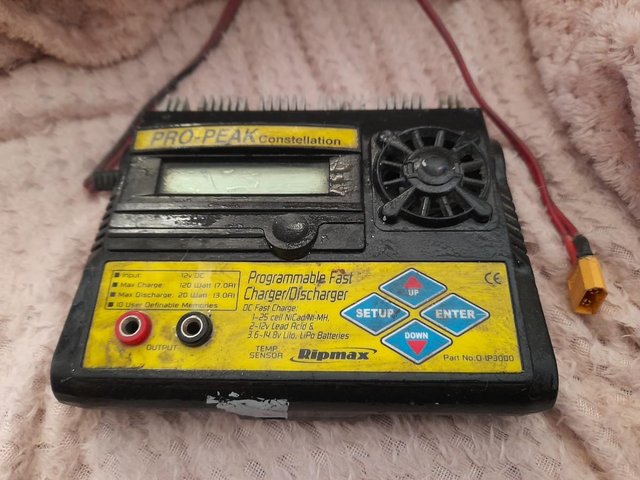 PRO-PEAK Constellation
Input: 12v DC
Max Charge: 120 Watt (7.0A)
Max Discharge: 20 Watt (3.0A)
10 User Definable Memories
OUTPUT
Programmable Fast
Charger/Discharger
DC Fast Charge:
1-25 cell NiCad/Ni-MH,
2-12v Lead Acid &
3.6-14.8v LiIo, LiPo Batteries
TEMP.
SENSOR
Ripmax
UP
SETUP
ENTER
DOWN
CE
Part No: O-IP3000